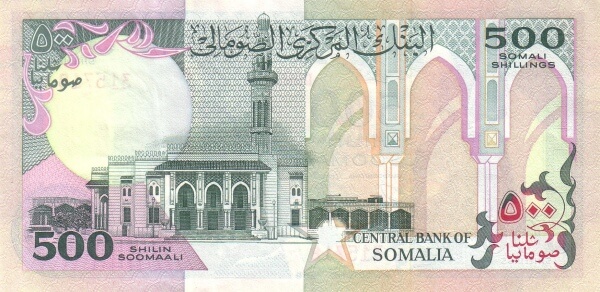 ٥٠٠
شلنا
صوماليا
البنك المركزي الصومالي
500
SOMALI
SHILLINGS
500
SHILIN
SOOMAALI
CENTRAL BANK OF
SOMALIA
٥٠٠
شلنا
صوماليا